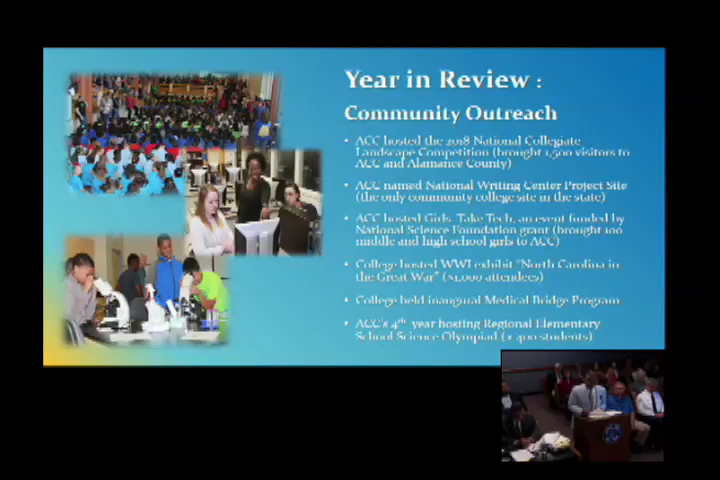 Year in Review :
Community Outreach
• ACC hosted the 2018 National Collegiate
Landscape Competition (brought 1,500 visitors to
ACC and Alamance County)
• ACC named National Writing Center Project Site
(the only community college site in the state)
• ACC hosted Girls Take Tech, an event funded by
National Science Foundation grant (brought 100
middle and high school girls to ACC)
• College hosted WWI exhibit "North Carolina in
the Great War" (>1,000 attendees)
• College held inaugural Medical Bridge Program
• ACC's 4th year hosting Regional Elementary
School Science Olympiad ( 400 students)